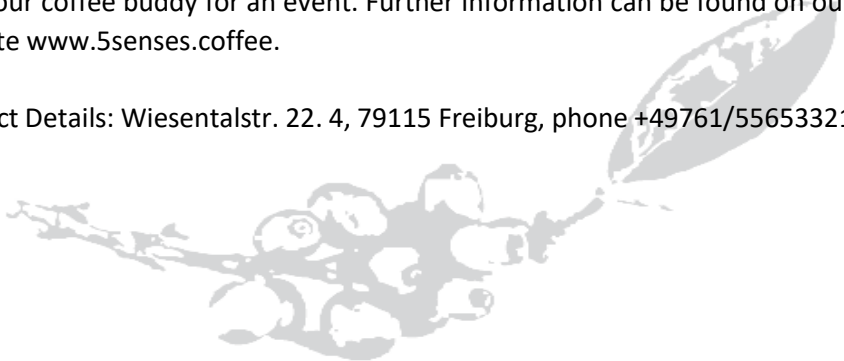 our coffee buddy for an event. Further information can be found on ou
te www.5senses.coffee.
ct Details: Wiesentalstr. 22. 4, 79115 Freiburg, phone +49761/55653321